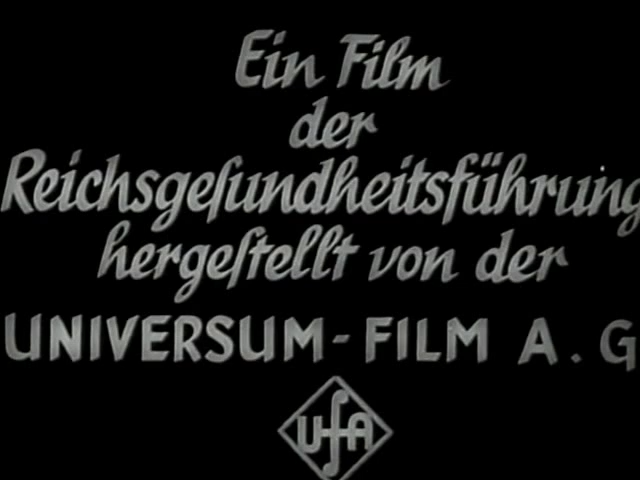 Ein Film
der
Reichsgeſundheitsführung
hergeſtellt von der
UNIVERSUM-FILM A.G
UfA